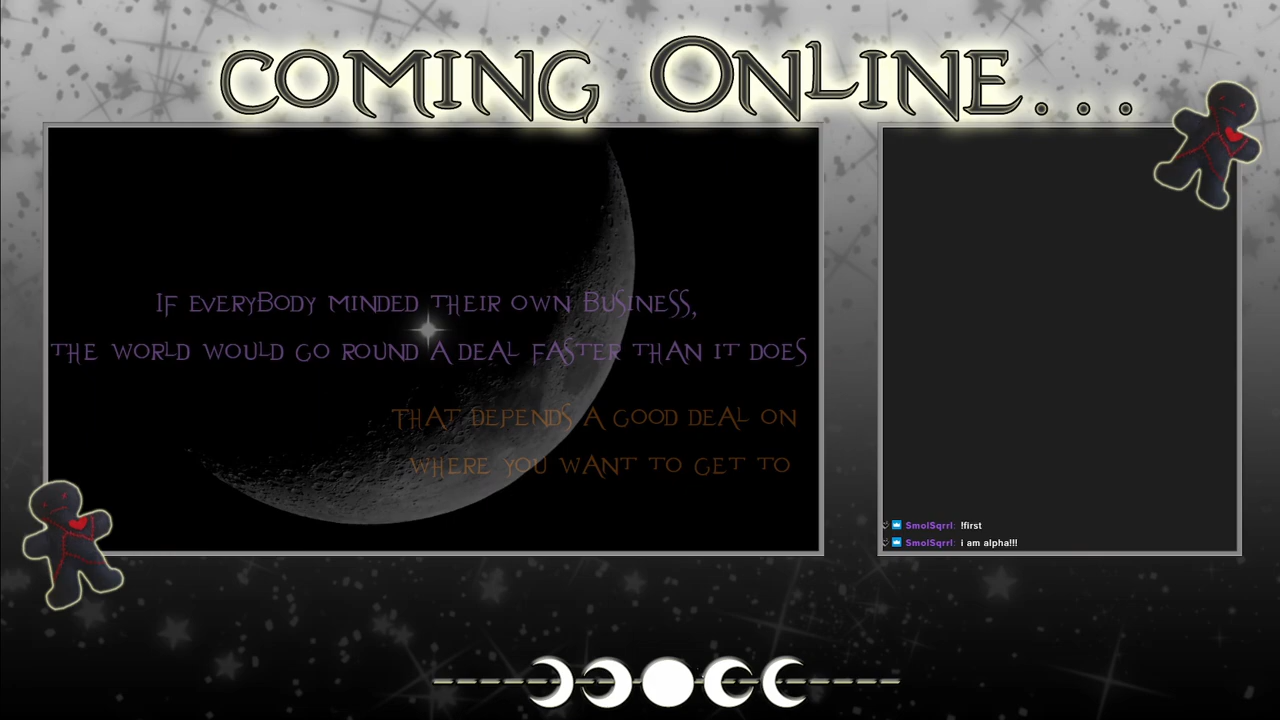 COMING ONLINE...
IF EVERYBODY MINDED THEIR OWN BUSINESS,
THE WORLD WOULD GO ROUND A DEAL FASTER THAN IT DOES
THAT DEPENDS A GOOD DEAL ON
WHERE YOU WANT TO GET TO
SmolSqrrl: !first
SmolSqrrl: i am alpha!!!